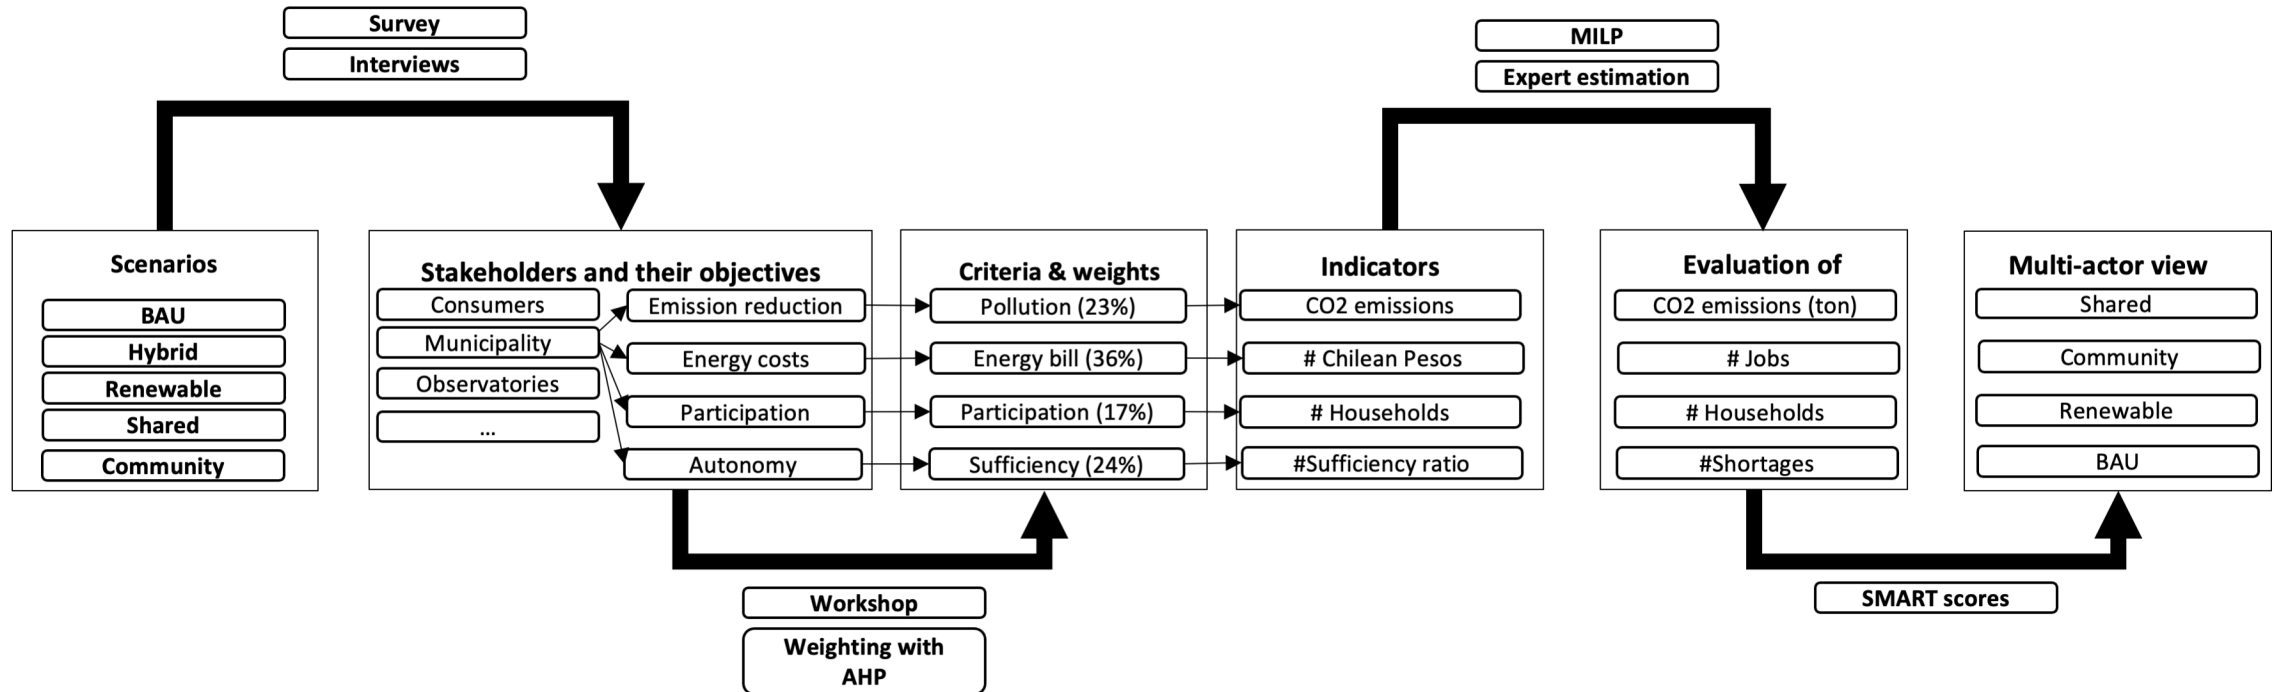 Survey
Interviews
MILP
Expert estimation
Scenarios
BAU
Hybrid
Renewable
Shared
Community
Stakeholders and their objectives
Consumers
Municipality
Observatories
...
Emission reduction
Energy costs
Participation
Autonomy
Criteria & weights
Pollution (23%)
Energy bill (36%)
Participation (17%)
Sufficiency (24%)
Indicators
CO2 emissions
# Chilean Pesos
# Households
#Sufficiency ratio
Evaluation of
CO2 emissions (ton)
# Jobs
# Households
#Shortages
Multi-actor view
Shared
Community
Renewable
BAU
Workshop
Weighting with
AHP
SMART scores